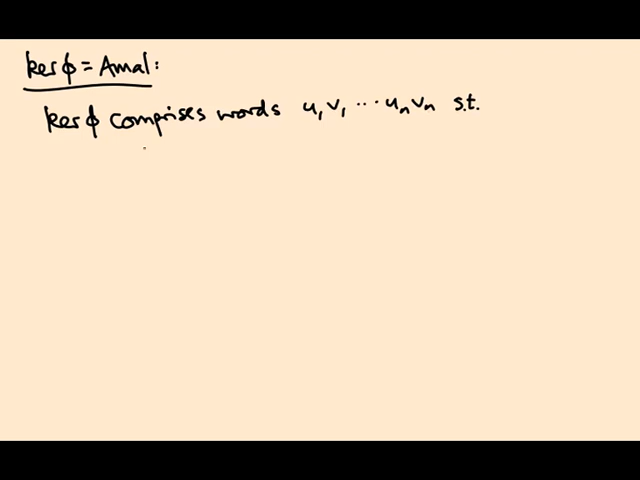 ker ϕ = Amal:
ker ϕ comprises words u₁v₁ ··· uₙvₙ s.t.